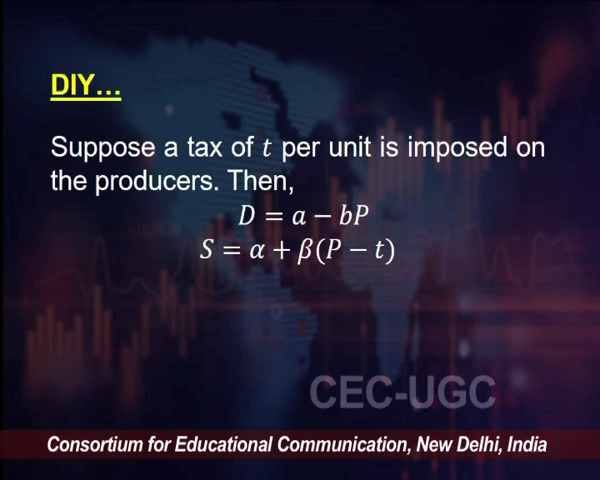 DIY...
Suppose a tax of t per unit is imposed on
the producers. Then,
D = a − bP
S = α + β(P − t)
CEC-UGC
Consortium for Educational Communication, New Delhi, India